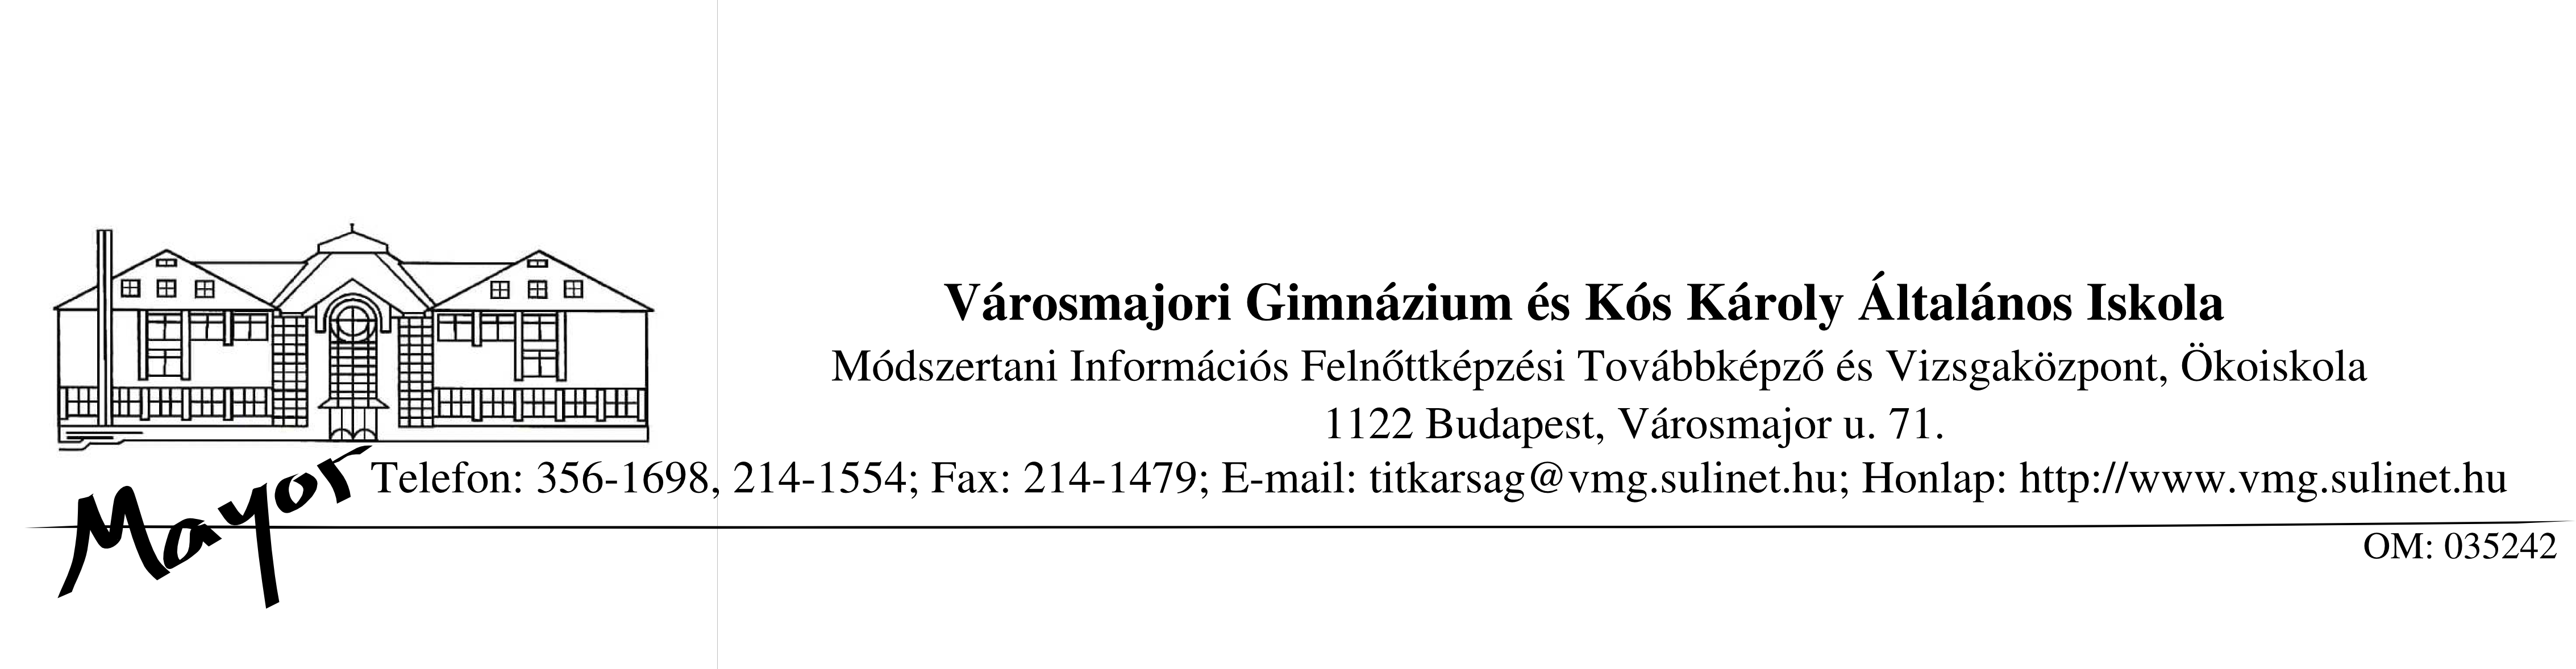 Városmajori Gimnázium és Kós Károly Általános Iskola
Módszertani Információs Felnőttképzési Továbbképző és Vizsgaközpont, Ökoiskola
1122 Budapest, Városmajor u. 71.
Telefon: 356-1698, 214-1554; Fax: 214-1479; E-mail: titkarsag@vmg.sulinet.hu; Honlap: http://www.vmg.sulinet.hu
Mayor
OM: 035242